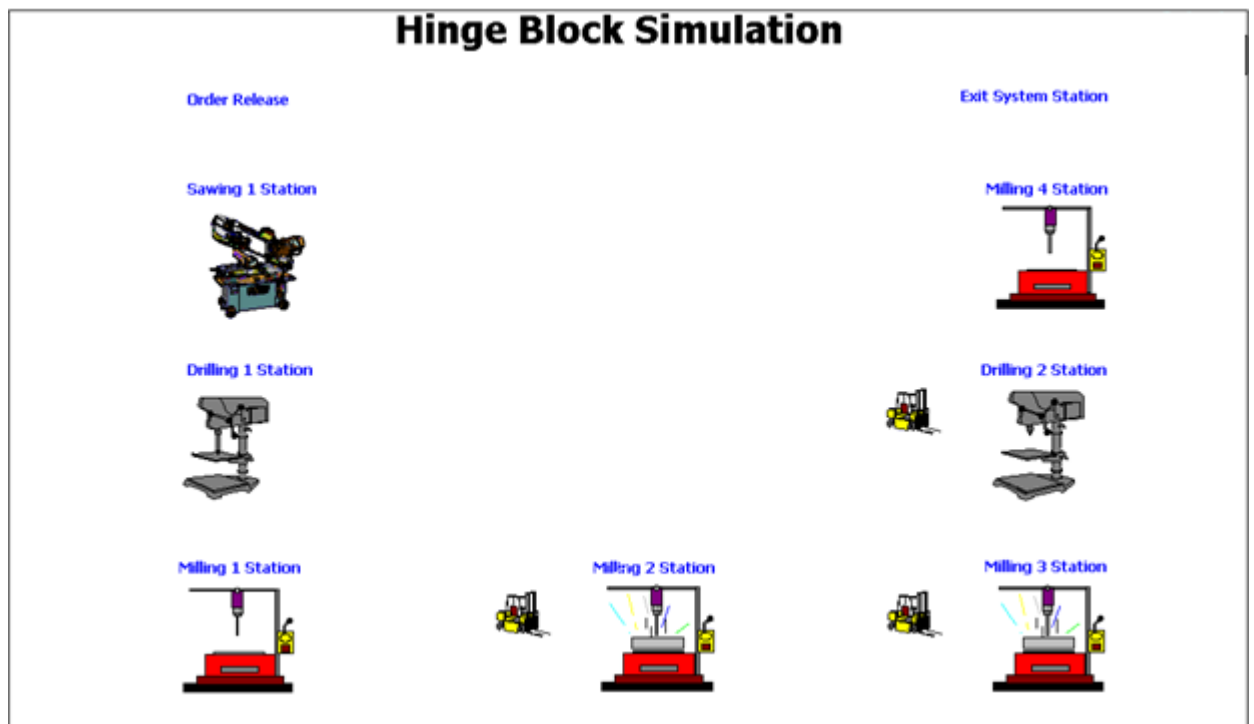 Hinge Block Simulation
Order Release
Exit System Station
Sawing 1 Station
Milling 4 Station
Drilling 1 Station
Drilling 2 Station
Milling 1 Station
Milling 2 Station
Milling 3 Station